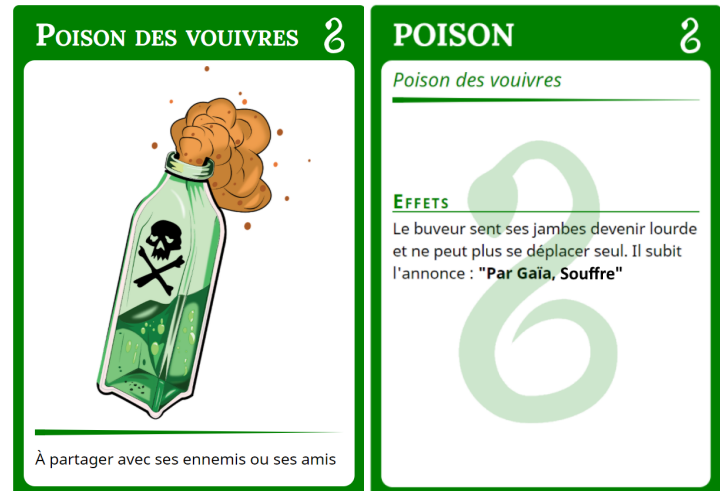 POISON DES VOUIVRES
À partager avec ses ennemis ou ses amis
POISON
Poison des vouivres
EFFETS
Le buveur sent ses jambes devenir lourde
et ne peut plus se déplacer seul. Il subit
l'annonce : "Par Gaïa, Souffre"